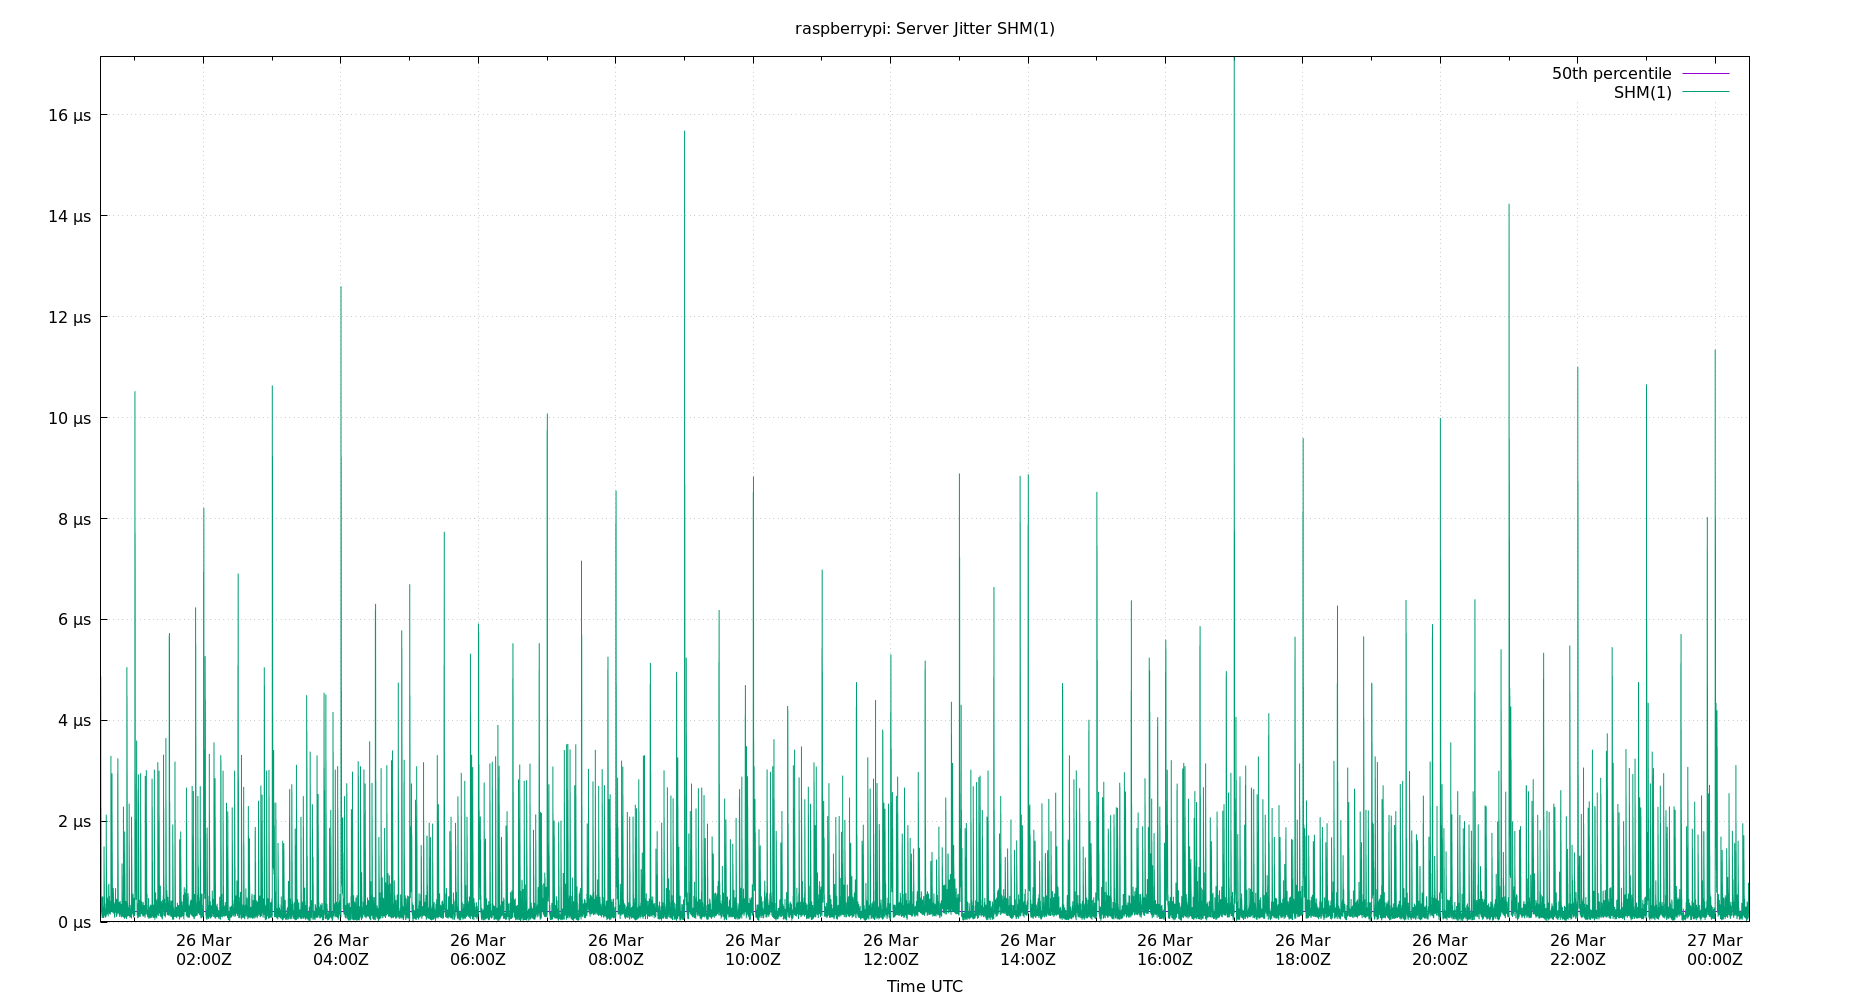 raspberrypi: Server Jitter SHM(1)
50th percentile
SHM(1)
16 µs
14 µs
12 µs
10 µs
8 µs
6 µs
4 µs
2 µs
0 µs
26 Mar 26 Mar 26 Mar 26 Mar 26 Mar 26 Mar 26 Mar 26 Mar 26 Mar 26 Mar 26 Mar 27 Mar
02:00Z 04:00Z 06:00Z 08:00Z 10:00Z 12:00Z 14:00Z 16:00Z 18:00Z 20:00Z 22:00Z 00:00Z
Time UTC